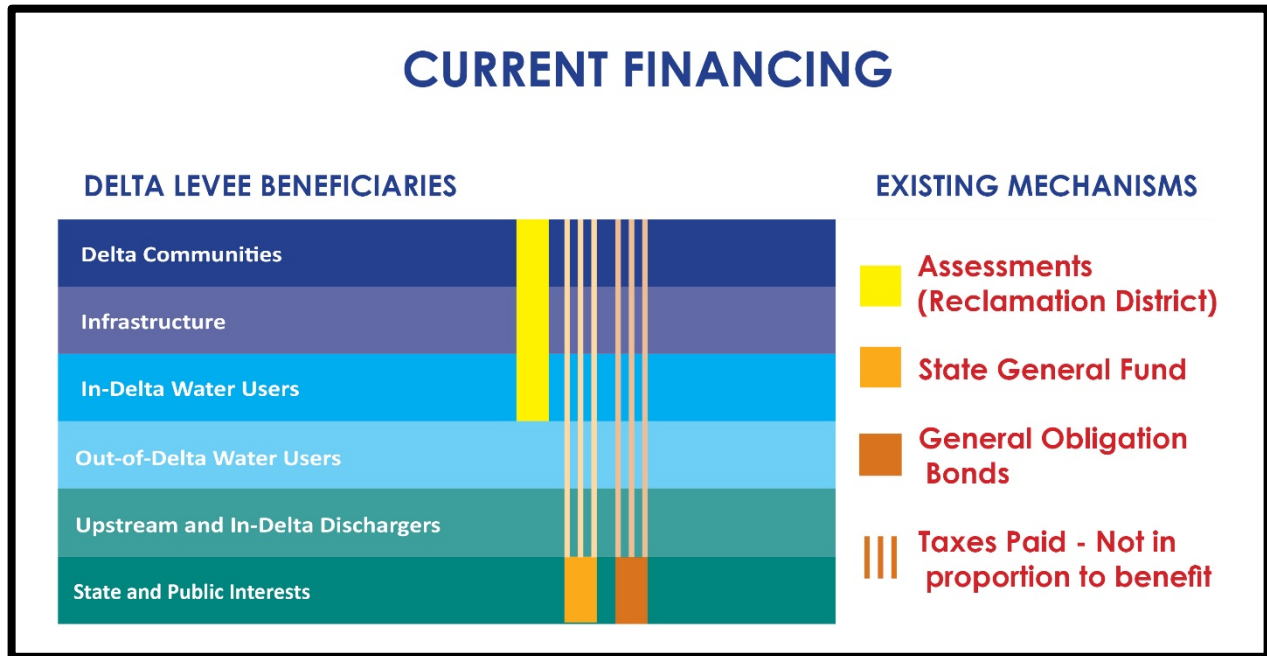 CURRENT FINANCING
DELTA LEVEE BENEFICIARIES
Delta Communities
Infrastructure
In-Delta Water Users
Out-of-Delta Water Users
Upstream and In-Delta Dischargers
State and Public Interests
EXISTING MECHANISMS
Assessments
(Reclamation District)
State General Fund
General Obligation
Bonds
Taxes Paid - Not in
proportion to benefit